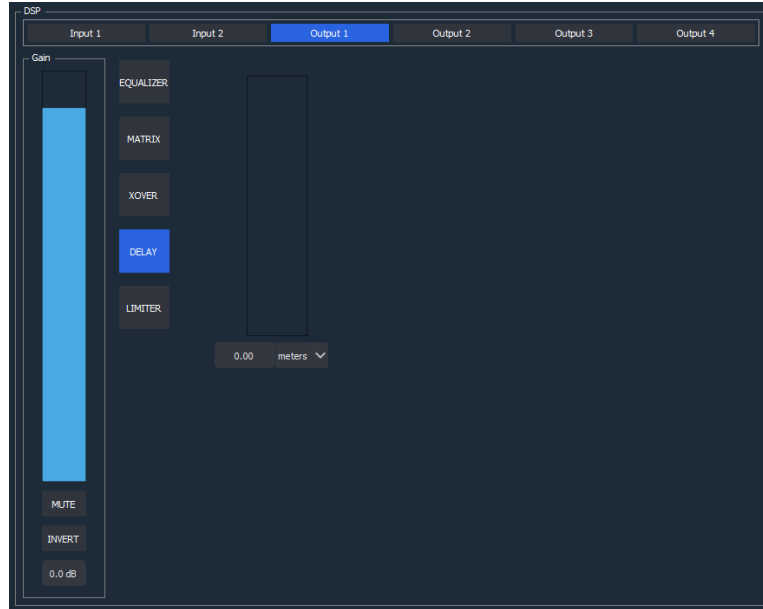 DSP
Input 1 Input 2 Output 1 Output 2 Output 3 Output 4
Gain
EQUALIZER
MATRIX
XOVER
DELAY
LIMITER
0.00 meters
MUTE
INVERT
0.0 dB